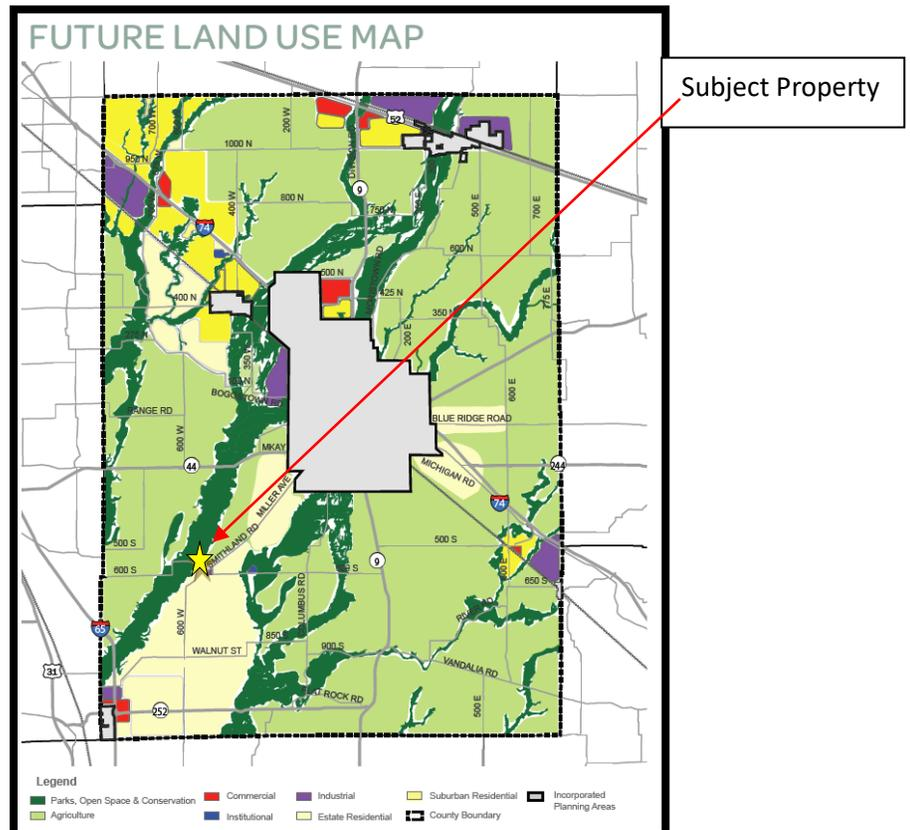 FUTURE LAND USE MAP
Subject Property
52
700 W
200 W
1000 N
950 N
9
800 N
400 W
750 N
500 E
700 E
74
600 N
500 N
400 N
425 N
350 N
775 E
200 E
350 W
RANGE RD
600 W
600 E
BLUE RIDGE ROAD
MKAY
44
MICHIGAN RD
244
74
MILLER AVE
SMITHLAND RD
500 S
500 S
9
600 S
650 S
COLUMBUS RD
65
600 W
850 S
WALNUT ST
900 S
VANDALIA RD
31
FLAT ROCK RD
252
500 E
Legend
Parks, Open Space & Conservation
Commercial
Industrial
Suburban Residential
Incorporated
Planning Areas
Agriculture
Institutional
Estate Residential
County Boundary